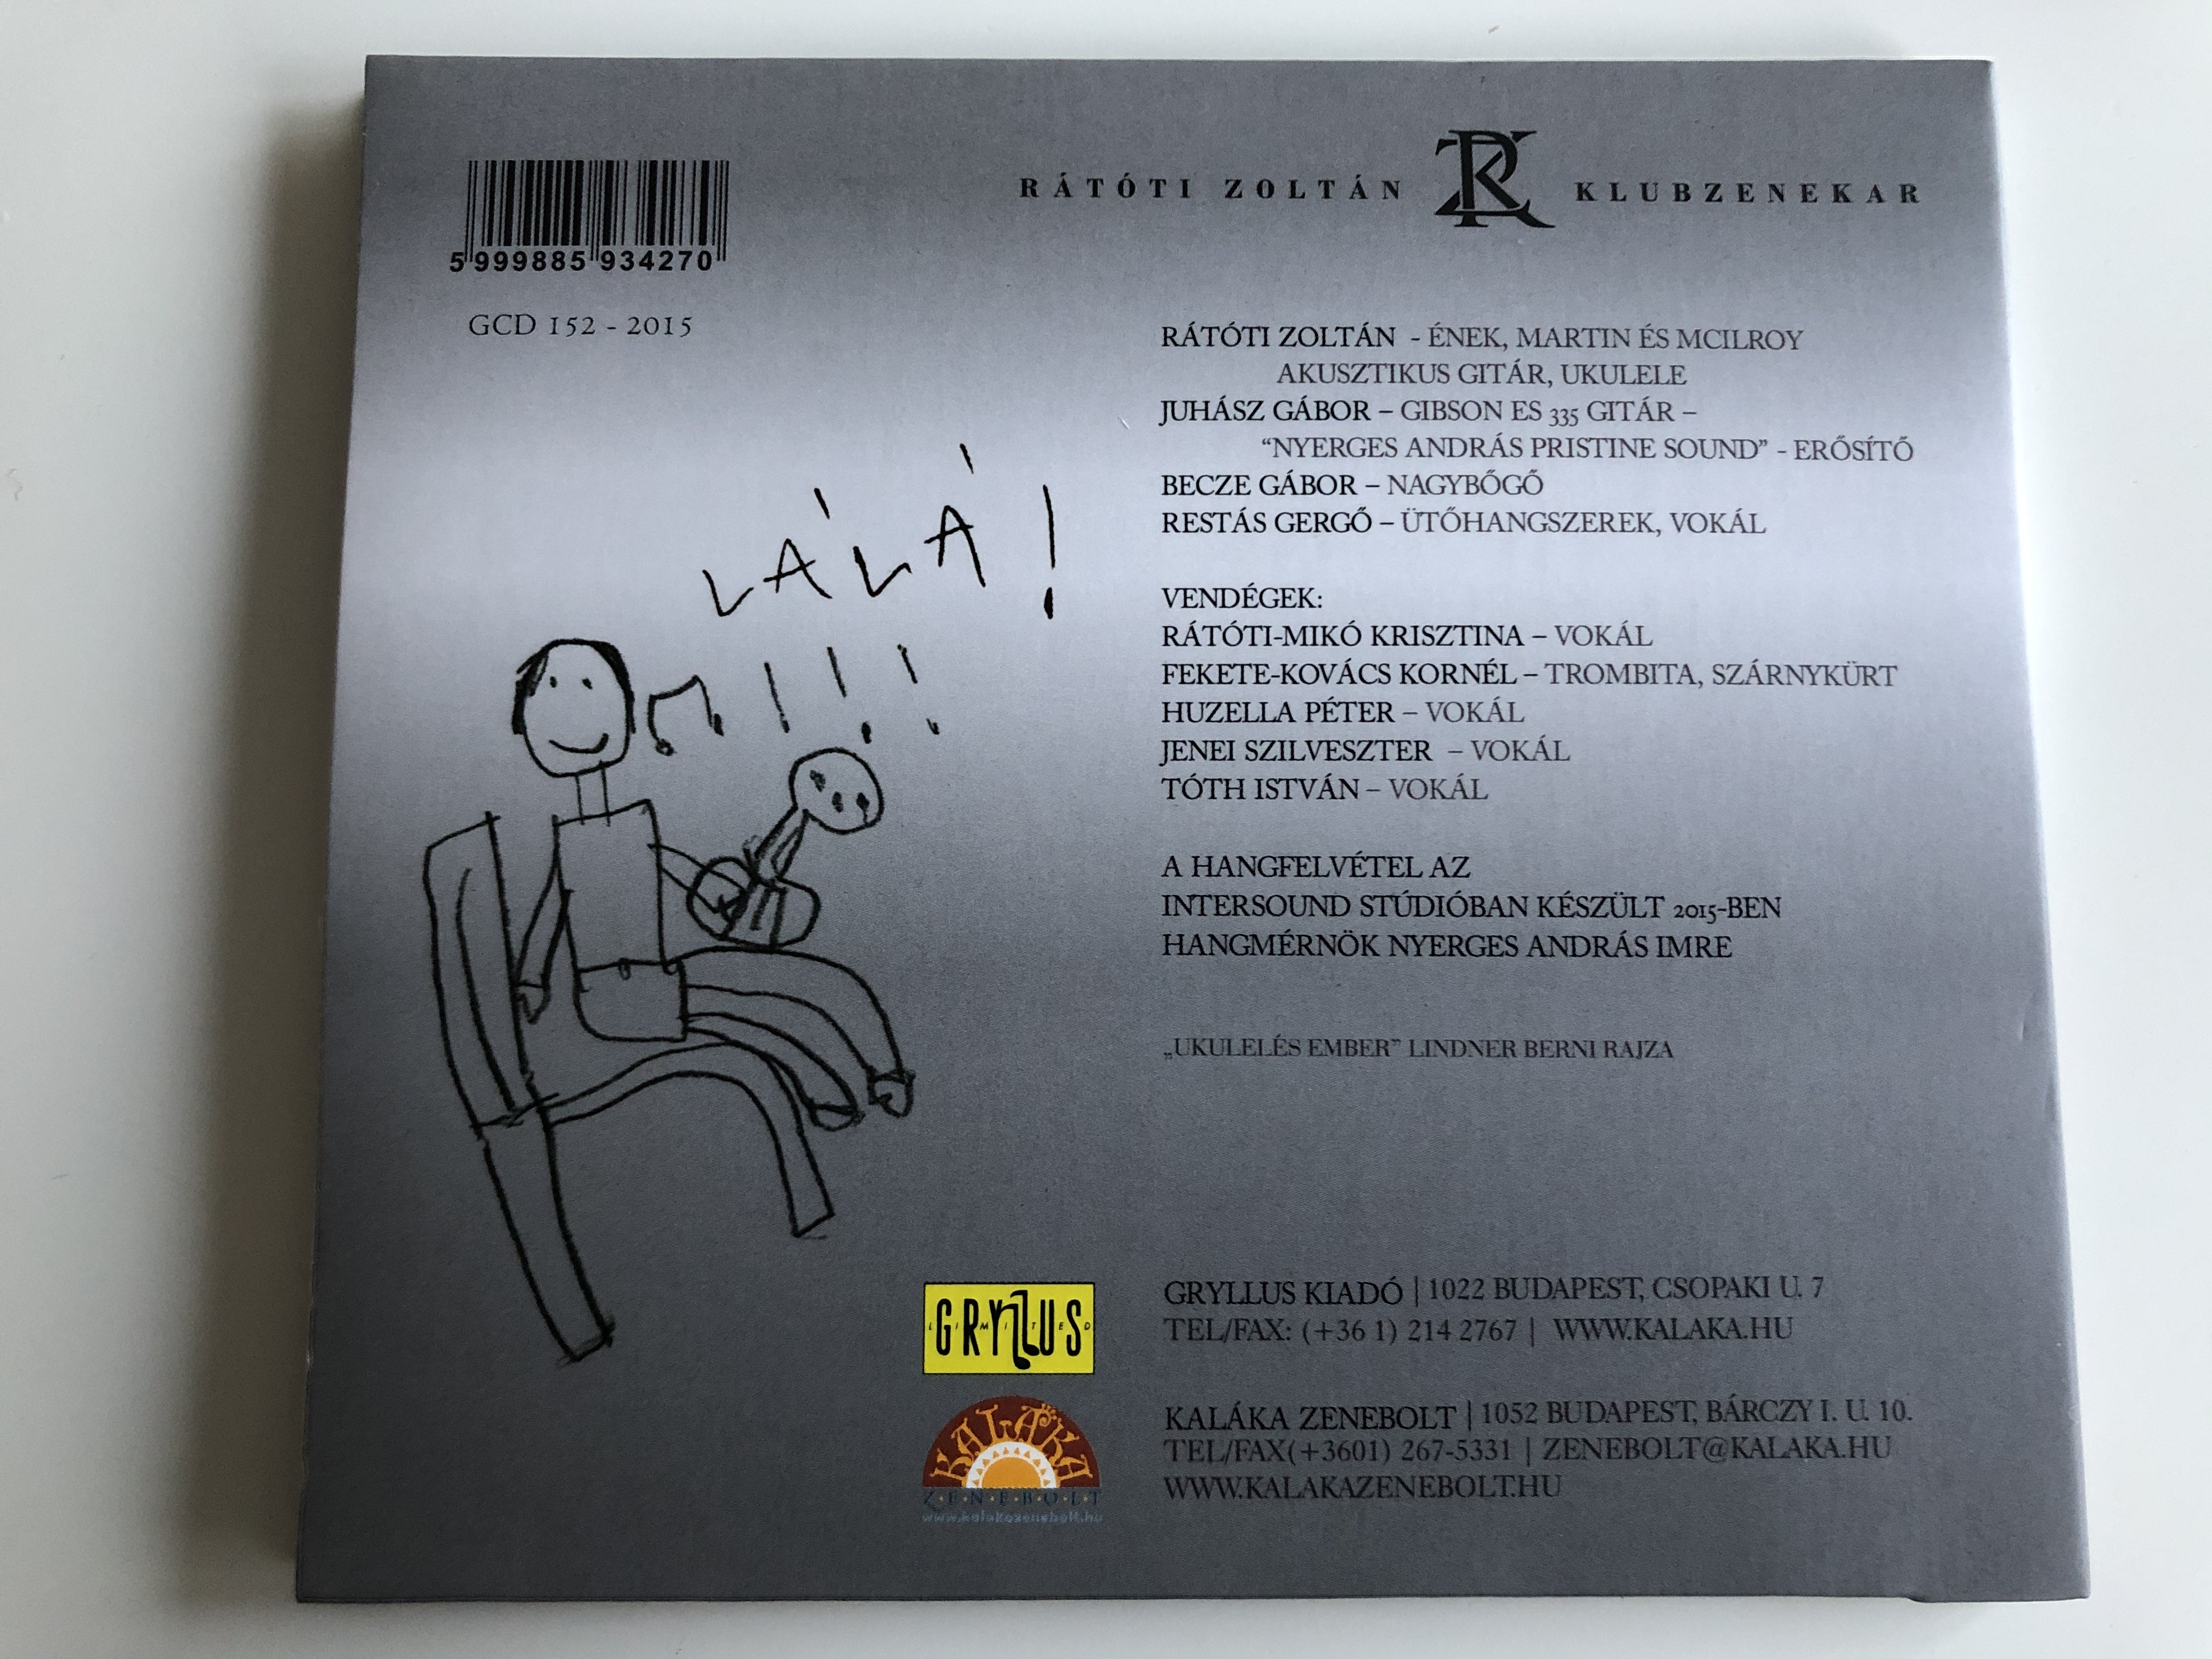 RÁTÓTI ZOLTÁN ZRK KLUBZENEKAR
5 999885 934270
GCD 152 - 2015
RÁTÓTI ZOLTÁN - ÉNEK, MARTIN ÉS MCILROY
AKUSZTIKUS GITÁR, UKULELE
JUHÁSZ GÁBOR – GIBSON ES 335 GITÁR –
“NYERGES ANDRÁS PRISTINE SOUND” - ERŐSÍTŐ
BECZE GÁBOR – NAGYBŐGŐ
RESTÁS GERGŐ – ÜTŐHANGSZEREK, VOKÁL
LÁLÁ!
!!!
VENDÉGEK:
RÁTÓTI-MIKÓ KRISZTINA – VOKÁL
FEKETE-KOVÁCS KORNÉL – TROMBITA, SZÁRNYKÜRT
HUZELLA PÉTER – VOKÁL
JENEI SZILVESZTER – VOKÁL
TÓTH ISTVÁN – VOKÁL
A HANGFELVÉTEL AZ
INTERSOUND STÚDIÓBAN KÉSZÜLT 2015-BEN
HANGMÉRNÖK NYERGES ANDRÁS IMRE
„UKULELÉS EMBER” LINDNER BERNI RAJZA
GRYLLUS
LIMITED
GRYLLUS KIADÓ | 1022 BUDAPEST, CSOPAKI U. 7
TEL/FAX: (+36 1) 214 2767 | WWW.KALAKA.HU
KALÁKA
ZENEBOLT
www.kalakazenebolt.hu
KALÁKA ZENEBOLT | 1052 BUDAPEST, BÁRCZY I. U. 10.
TEL/FAX(+3601) 267-5331 | ZENEBOLT@KALAKA.HU
WWW.KALAKAZENEBOLT.HU